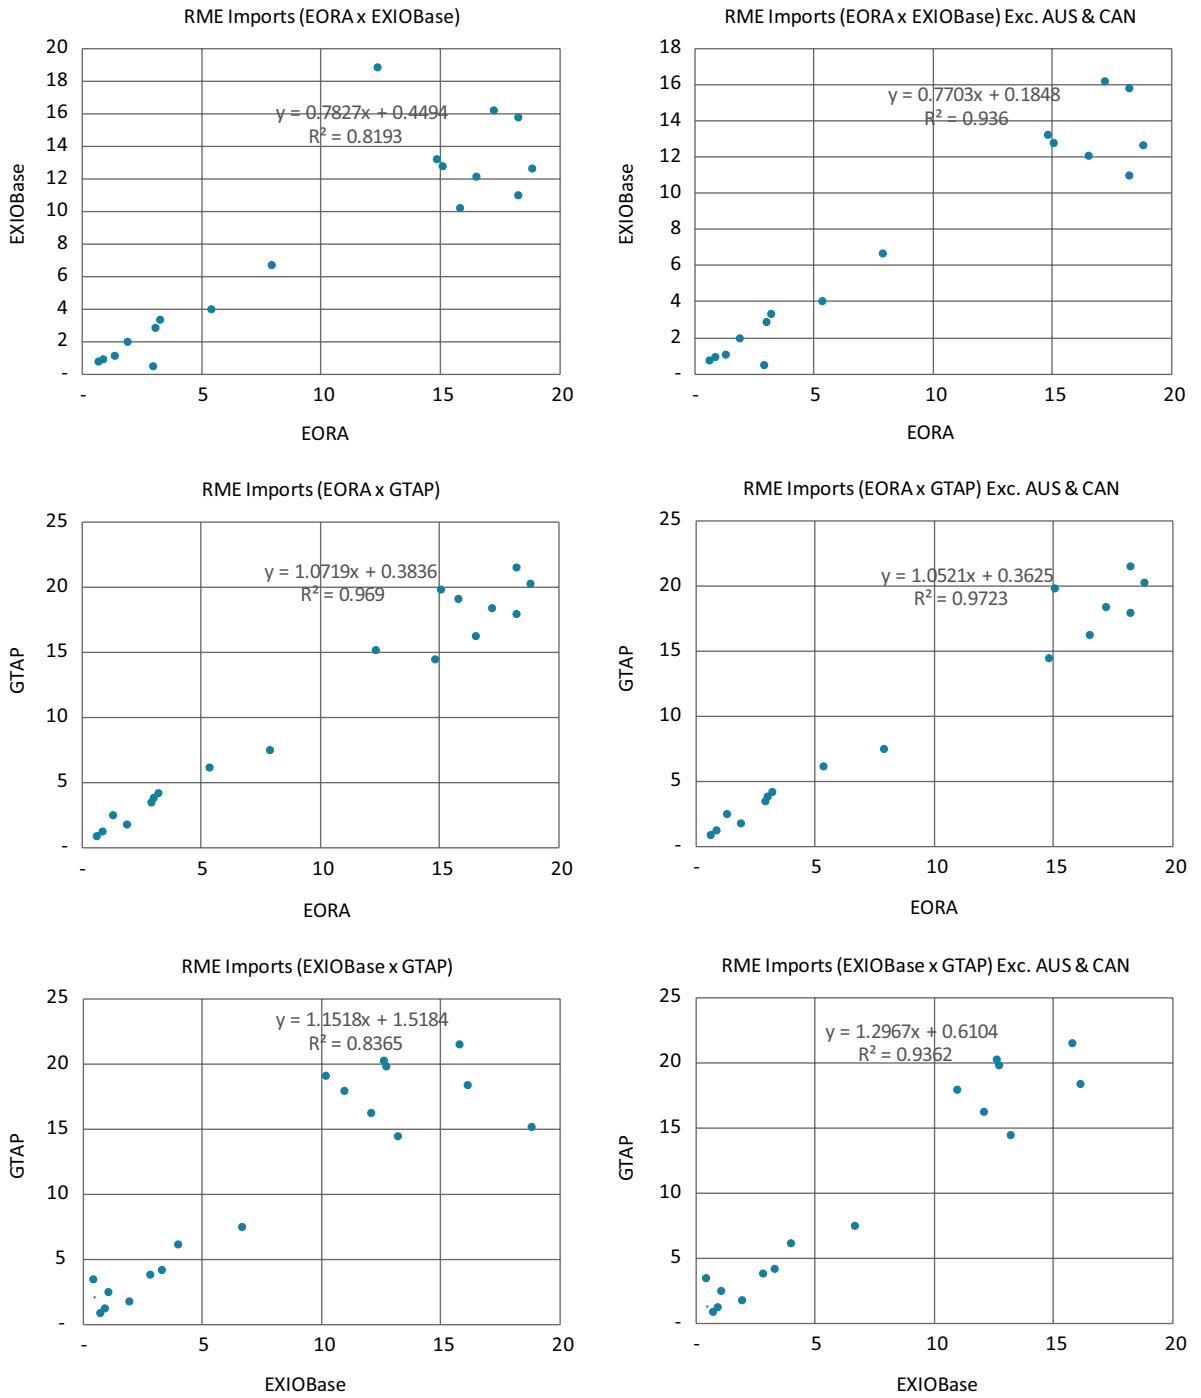 RME Imports (EORA x EXIOBase)
20
18
16
14
12
10
8
6
4
2
-
y = 0.7827x + 0.4494
R² = 0.8193
EXIOBase
- 5 10 15 20
EORA
RME Imports (EORA x EXIOBase) Exc. AUS & CAN
18
16
14
12
10
8
6
4
2
-
y = 0.7703x + 0.1848
R² = 0.936
EXIOBase
- 5 10 15 20
EORA
RME Imports (EORA x GTAP)
25
20
15
10
5
-
y = 1.0719x + 0.3836
R² = 0.969
GTAP
- 5 10 15 20
EORA
RME Imports (EORA x GTAP) Exc. AUS & CAN
25
20
15
10
5
-
y = 1.0521x + 0.3625
R² = 0.9723
GTAP
- 5 10 15 20
EORA
RME Imports (EXIOBase x GTAP)
25
20
15
10
5
-
y = 1.1518x + 1.5184
R² = 0.8365
GTAP
- 5 10 15 20
EXIOBase
RME Imports (EXIOBase x GTAP) Exc. AUS & CAN
25
20
15
10
5
-
y = 1.2967x + 0.6104
R² = 0.9362
GTAP
- 5 10 15 20
EXIOBase